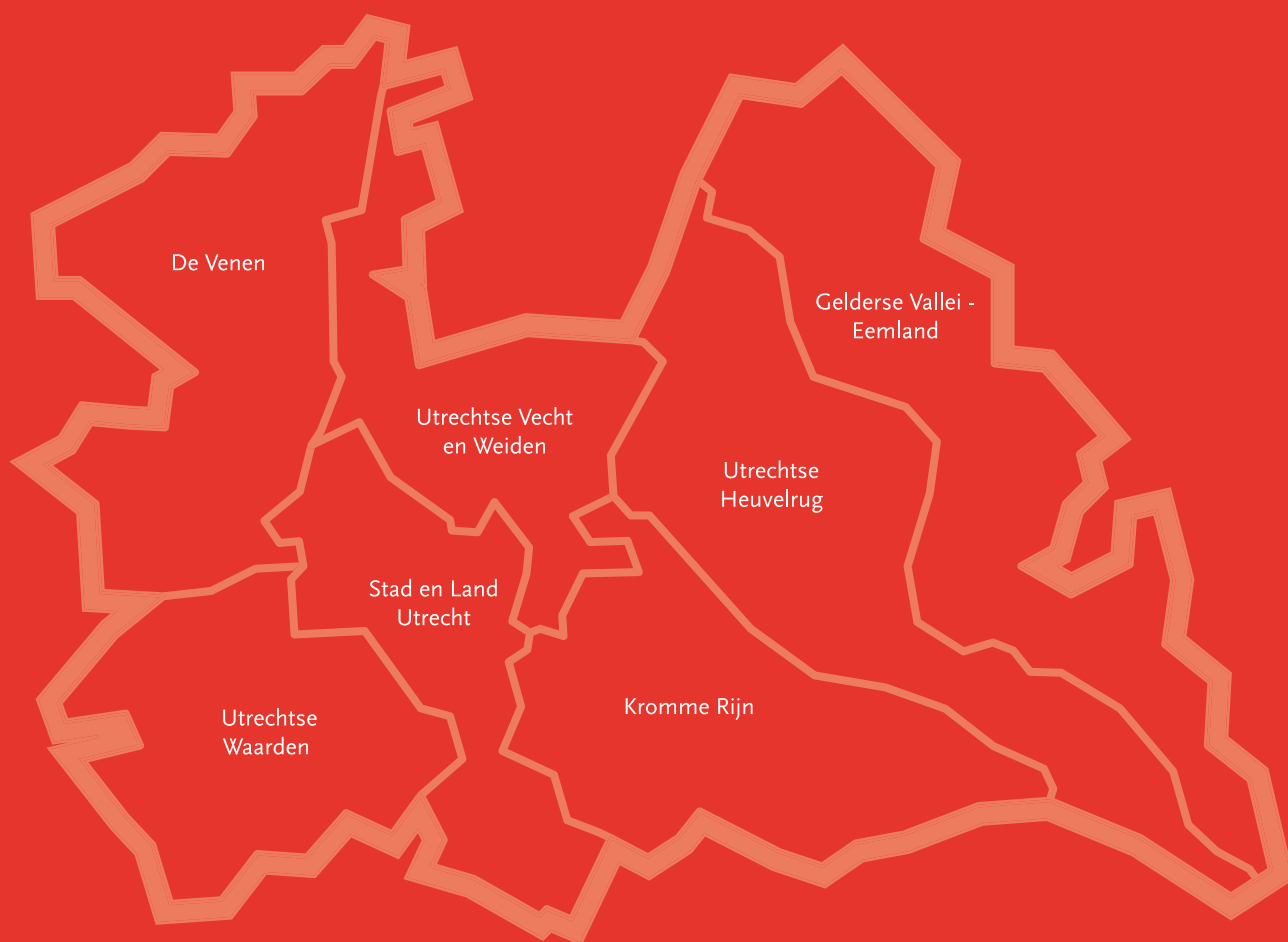 De Venen
Gelderse Vallei -
Eemland
Utrechtse Vecht
en Weiden
Utrechtse
Heuvelrug
Stad en Land
Utrecht
Kromme Rijn
Utrechtse
Waarden